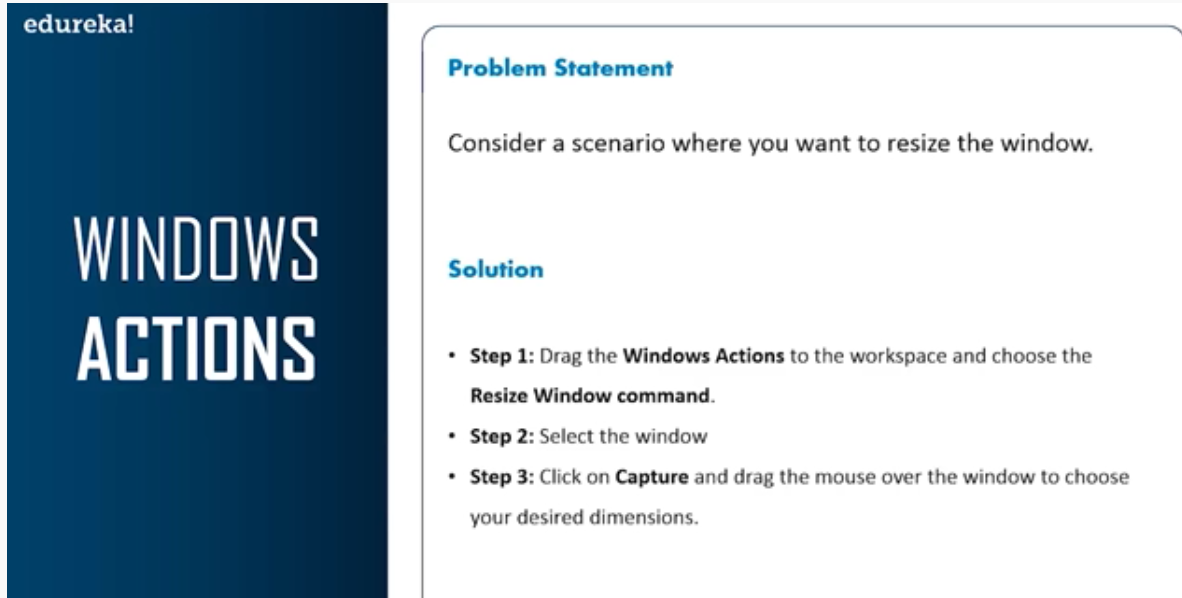 edureka!
WINDOWS
ACTIONS
Problem Statement
Consider a scenario where you want to resize the window.
Solution
• Step 1: Drag the Windows Actions to the workspace and choose the
Resize Window command.
• Step 2: Select the window
• Step 3: Click on Capture and drag the mouse over the window to choose
your desired dimensions.